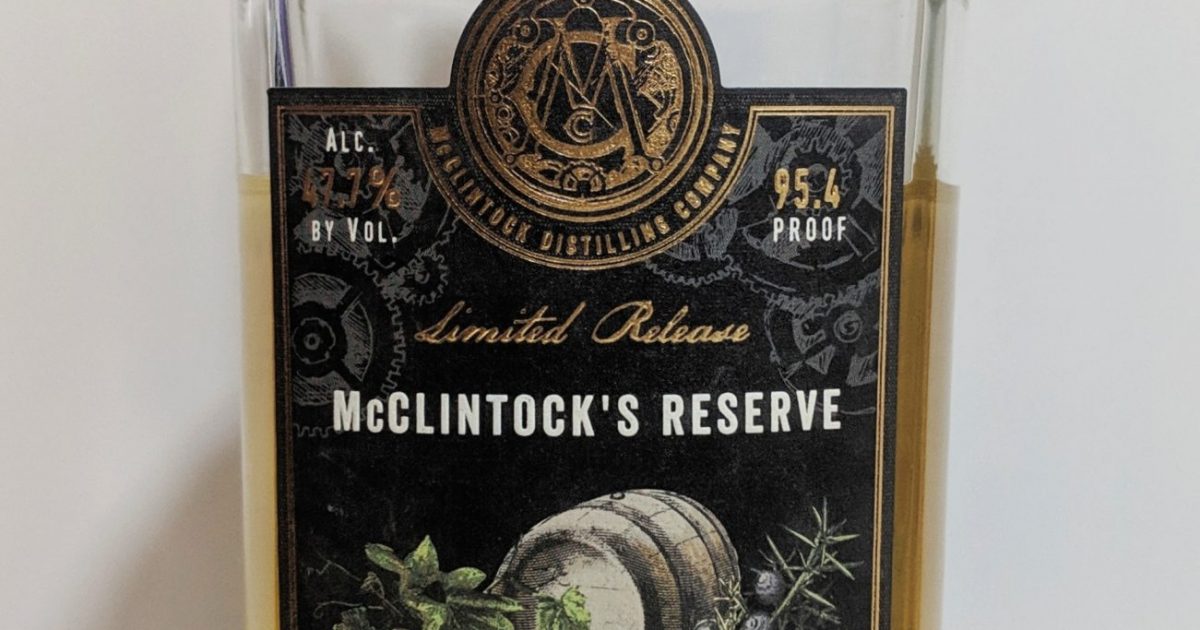 McCLINTOCK DISTILLING COMPANY
ALC.
47.7%
BY VOL.
95.4
PROOF
Limited Release
McCLINTOCK'S RESERVE